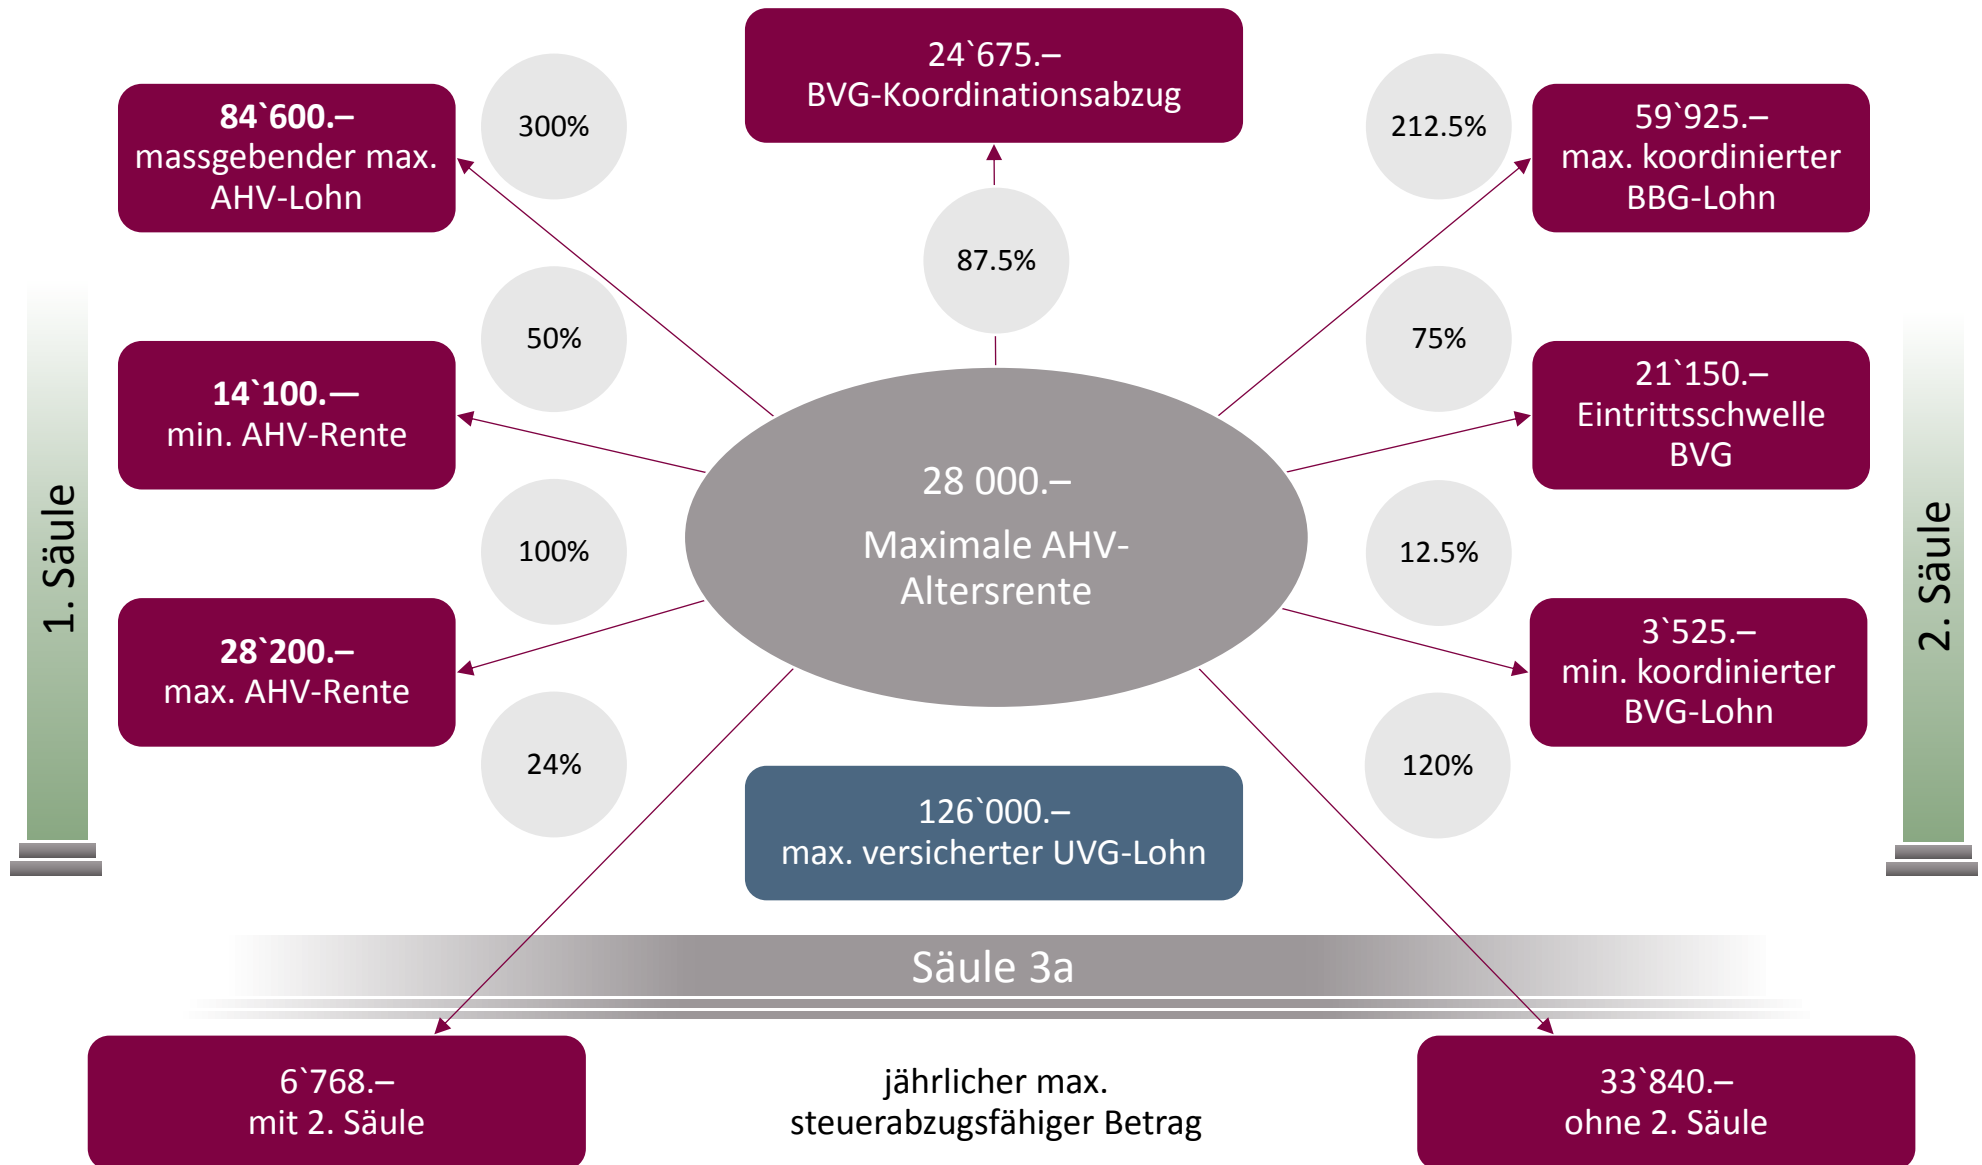 24`675.–
BVG-Koordinationsabzug
84`600.–
massgebender max.
AHV-Lohn
300%
212.5%
59`925.–
max. koordinierter
BBG-Lohn
87.5%
50%
75%
14`100.—
min. AHV-Rente
21`150.–
Eintrittsschwelle
BVG
1. Säule
28 000.–
Maximale AHV-
Altersrente
2. Säule
100%
12.5%
28`200.–
max. AHV-Rente
3`525.–
min. koordinierter
BVG-Lohn
24%
120%
126`000.–
max. versicherter UVG-Lohn
Säule 3a
6`768.–
mit 2. Säule
jährlicher max.
steuerabzugsfähiger Betrag
33`840.–
ohne 2. Säule